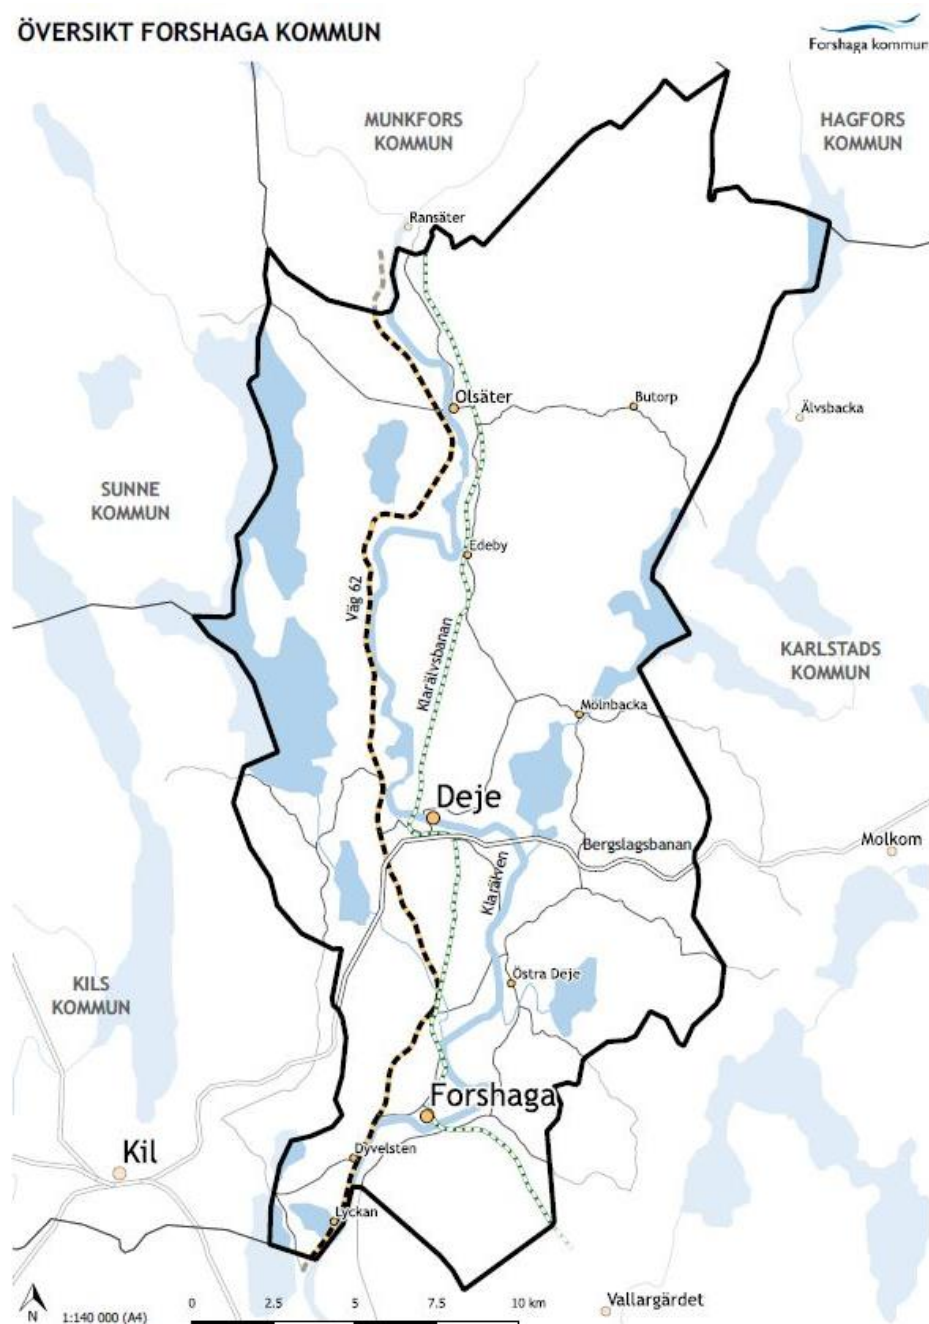 ÖVERSIKT FORSHAGA KOMMUN
Forshaga kommun
MUNKFORS
KOMMUN
HAGFORS
KOMMUN
Ransäter
Olsäter
Butorp
Älvsbacka
SUNNE
KOMMUN
Edeby
Väg 62
Klarälvsbanan
KARLSTADS
KOMMUN
Mölnbacka
Deje
Bergslagsbanan
Molkom
Klarälven
Östra Deje
KILS
KOMMUN
Forshaga
Kil
Dyvelsten
Lyckan
Vallargärdet
N
1:140 000 (A4)
0 2.5 5 7.5 10 km